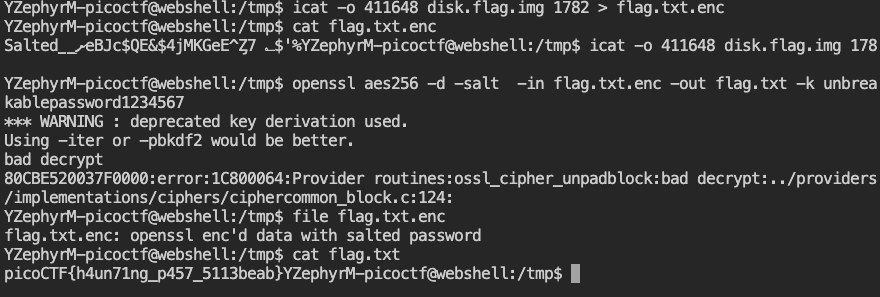 YZephyrM-picoctf@webshell:/tmp$ icat -o 411648 disk.flag.img 1782 > flag.txt.enc
YZephyrM-picoctf@webshell:/tmp$ cat flag.txt.enc
YZephyrM-picoctf@webshell:/tmp$ icat -o 411648 disk.flag.img 178
YZephyrM-picoctf@webshell:/tmp$ openssl aes256 -d -salt  -in flag.txt.enc -out flag.txt -k unbrea
kablepassword1234567
*** WARNING : deprecated key derivation used.
Using -iter or -pbkdf2 would be better.
bad decrypt
80CBE520037F0000:error:1C800064:Provider routines:ossl_cipher_unpadblock:bad decrypt:../providers
/implementations/ciphers/ciphercommon_block.c:124:
YZephyrM-picoctf@webshell:/tmp$ file flag.txt.enc
flag.txt.enc: openssl enc'd data with salted password
YZephyrM-picoctf@webshell:/tmp$ cat flag.txt
picoCTF{h4un71ng_p457_5113beab}YZephyrM-picoctf@webshell:/tmp$